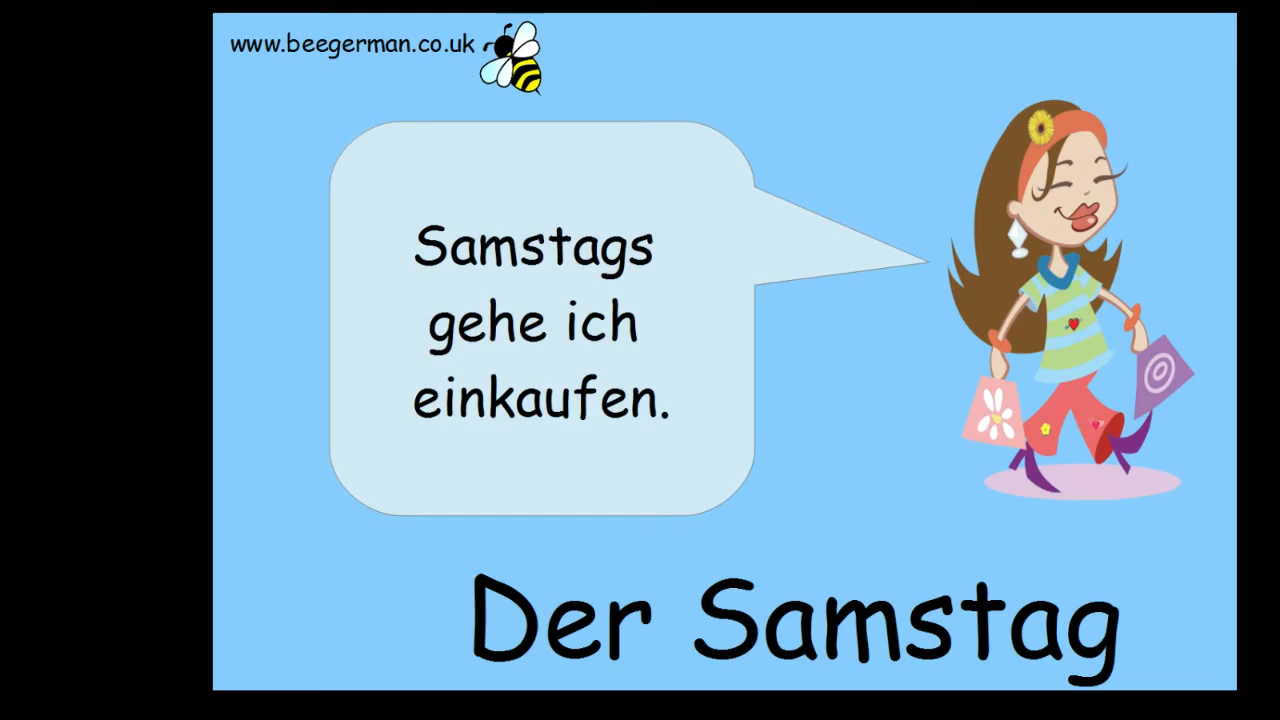 www.beegerman.co.uk
Samstags
gehe ich
einkaufen.
Der Samstag